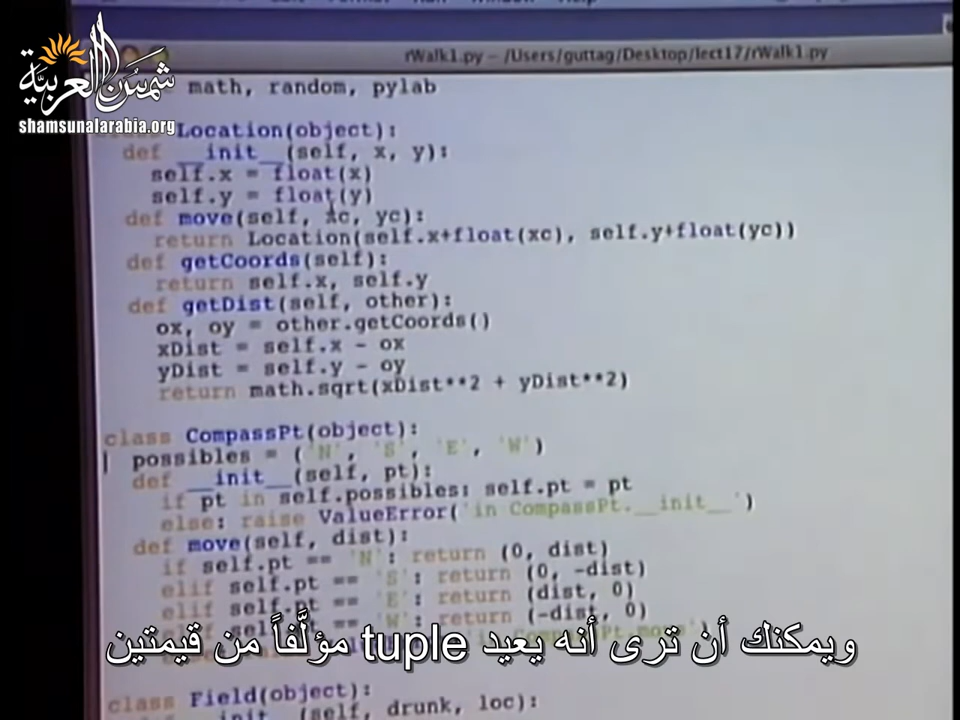 rWalk1.py — /Users/guttag/Desktop/lect17/rWalk1.py
شمس العربية
shamsunalarabia.org
math, random, pylab
Location(object):
def __init__(self, x, y):
self.x = float(x)
self.y = float(y)
def move(self, xc, yc):
return Location(self.x+float(xc), self.y+float(yc))
def getCoords(self):
return self.x, self.y
def getDist(self, other):
ox, oy = other.getCoords()
xDist = self.x - ox
yDist = self.y - oy
return math.sqrt(xDist**2 + yDist**2)
class CompassPt(object):
possibles = ('N', 'S', 'E', 'W')
def __init__(self, pt):
if pt in self.possibles: self.pt = pt
else: raise ValueError('in CompassPt.__init__')
def move(self, dist):
if self.pt == 'N': return (0, dist)
elif self.pt == 'S': return (0, -dist)
elif self.pt == 'E': return (dist, 0)
elif self.pt == 'W': return (-dist, 0)
ويمكنك أن ترى أنه يعيد tuple مؤلَّفاً من قيمتين
class Field(object):
__init__(self, drunk, loc):